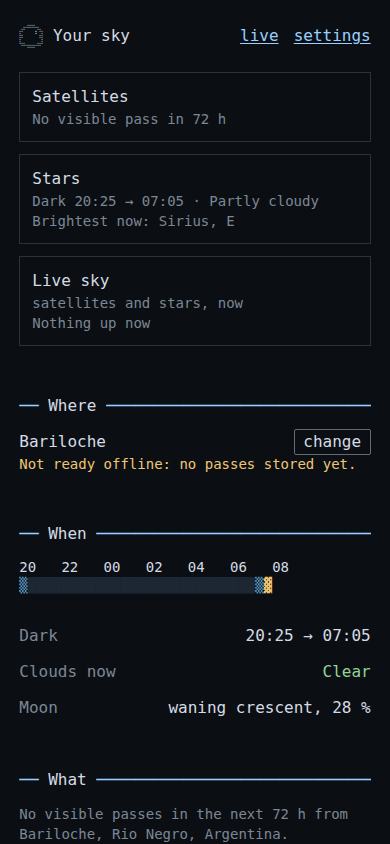 Your sky live settings
Satellites
No visible pass in 72 h
Stars
Dark 20:25 → 07:05 · Partly cloudy
Brightest now: Sirius, E
Live sky
satellites and stars, now
Nothing up now
Where
Bariloche change
Not ready offline: no passes stored yet.
When
20 22 00 02 04 06 08
Dark 20:25 → 07:05
Clouds now Clear
Moon waning crescent, 28 %
What
No visible passes in the next 72 h from
Bariloche, Rio Negro, Argentina.